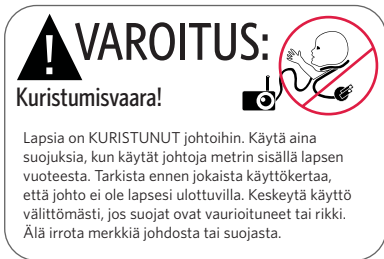 VAROITUS:
Kuristumisvaara!
Lapsia on KURISTUNUT johtoihin. Käytä aina
suojuksia, kun käytät johtoja metrin sisällä lapsen
vuoteesta. Tarkista ennen jokaista käyttökertaa,
että johto ei ole lapsesi ulottuvilla. Keskeytä käyttö
välittömästi, jos suojat ovat vaurioituneet tai rikki.
Älä irrota merkkiä johdosta tai suojasta.